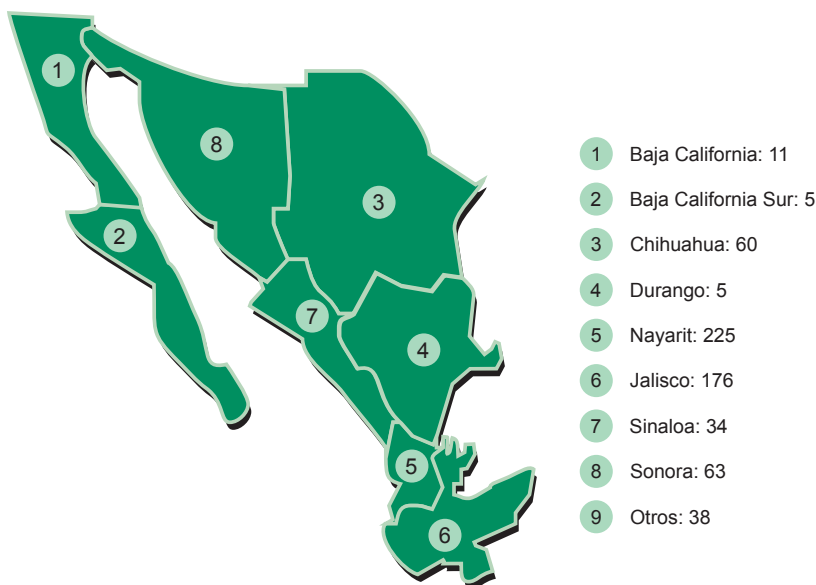 1
8
3
2
7
4
5
6
1 Baja California: 11
2 Baja California Sur: 5
3 Chihuahua: 60
4 Durango: 5
5 Nayarit: 225
6 Jalisco: 176
7 Sinaloa: 34
8 Sonora: 63
9 Otros: 38